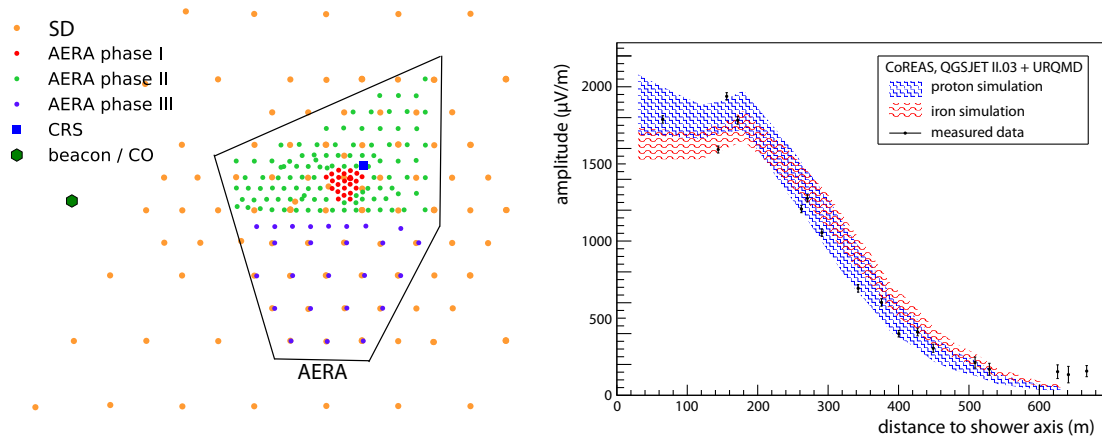 SD
AERA phase I
AERA phase II
AERA phase III
CRS
beacon / CO
AERA
CoREAS, QGSJET II.03 + URQMD
proton simulation
iron simulation
measured data
amplitude (µV/m)
2000
1500
1000
500
0
0 100 200 300 400 500 600
distance to shower axis (m)